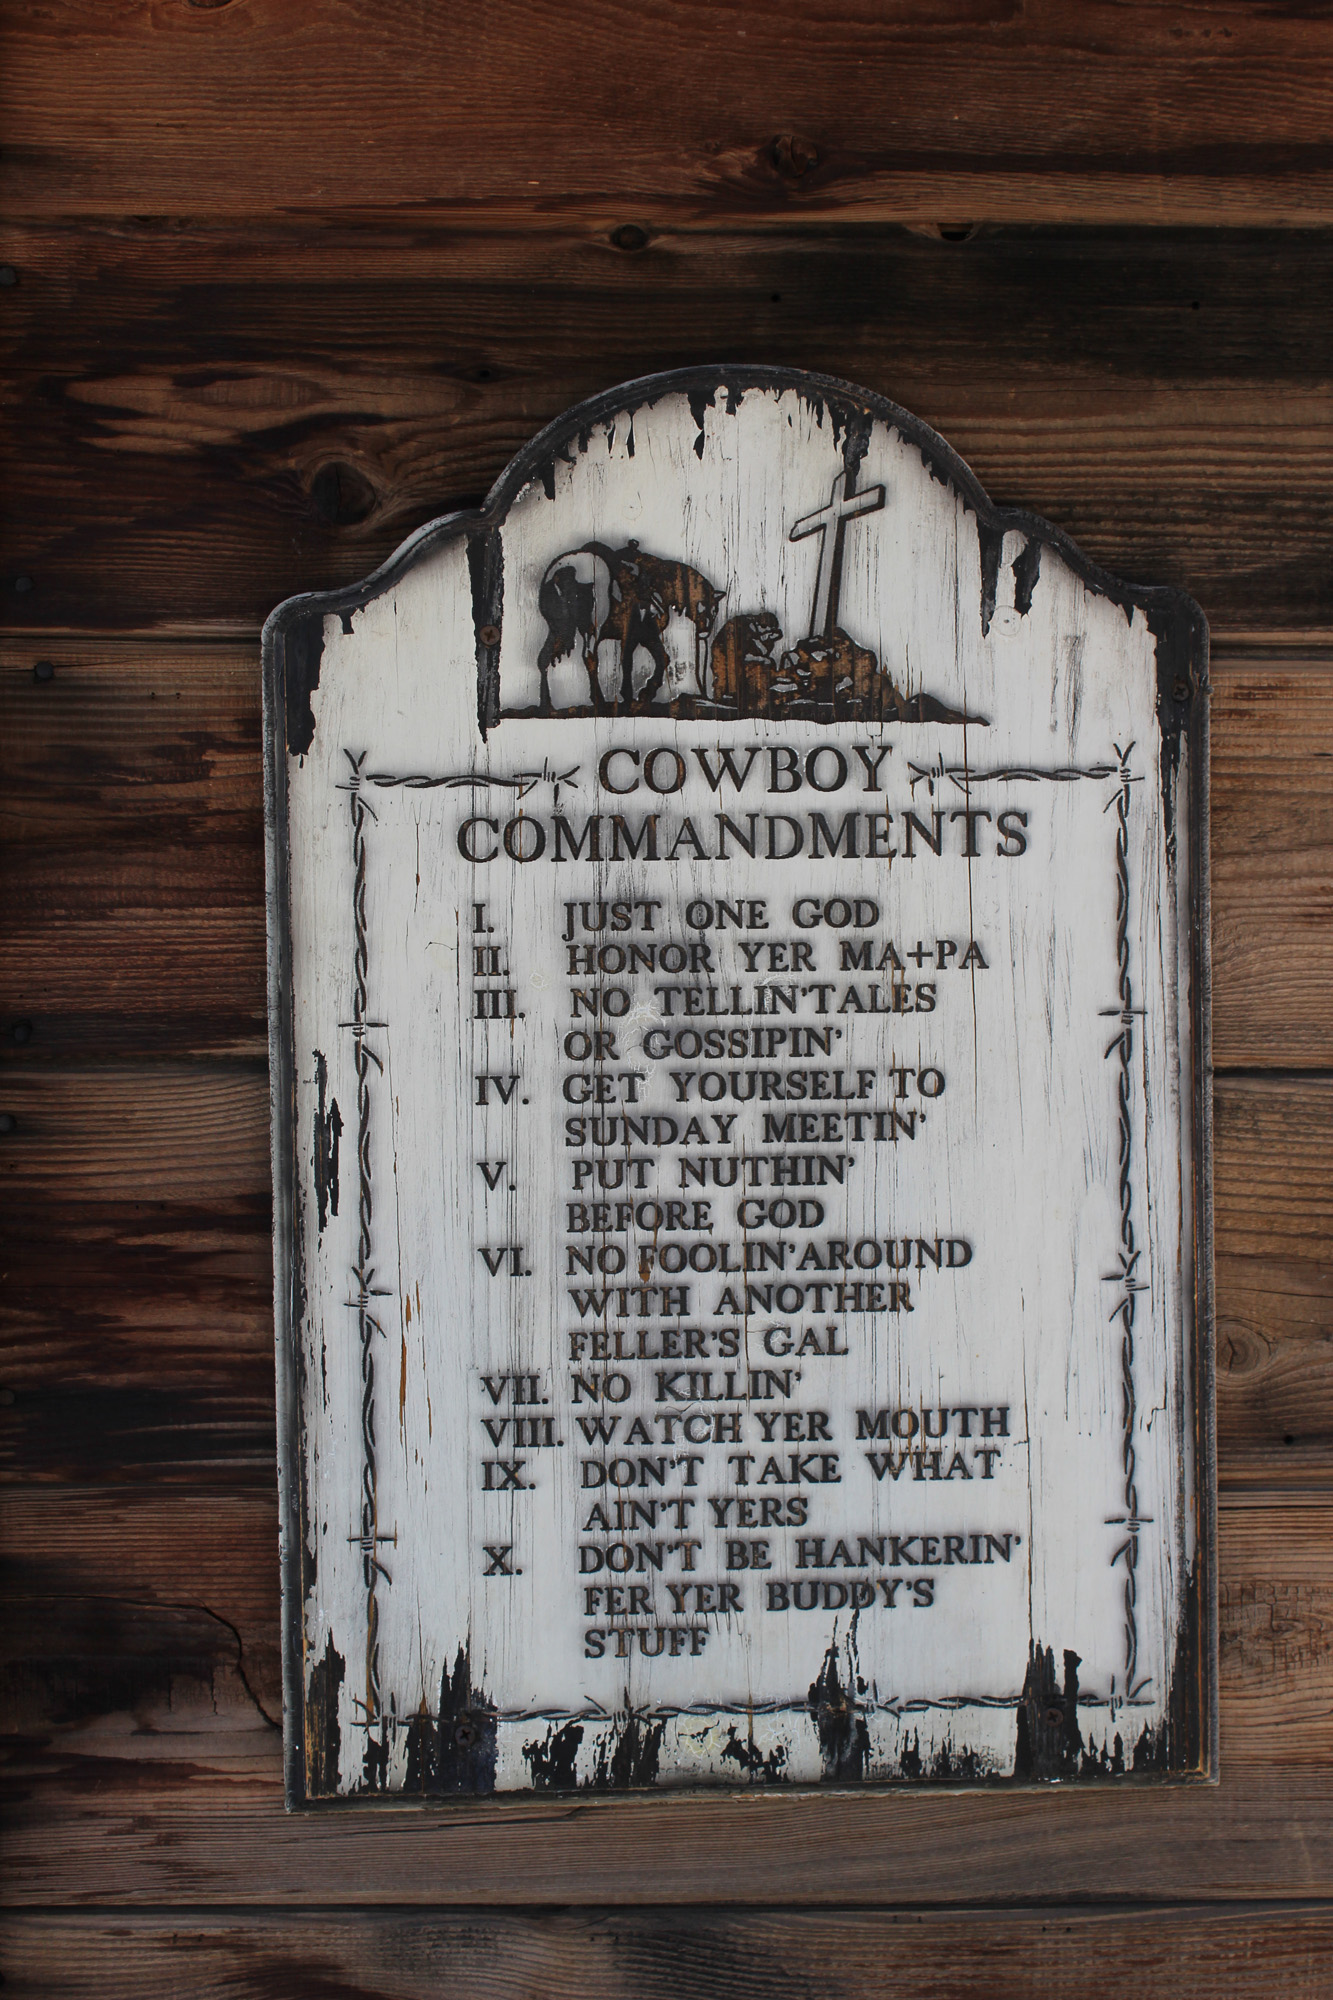 COWBOY
COMMANDMENTS
I. JUST ONE GOD
II. HONOR YER MA+PA
III. NO TELLIN' TALES
OR GOSSIPIN'
IV. GET YOURSELF TO
SUNDAY MEETIN'
V. PUT NUTHIN'
BEFORE GOD
VI. NO FOOLIN' AROUND
WITH ANOTHER
FELLER'S GAL
VII. NO KILLIN'
VIII. WATCH YER MOUTH
IX. DON'T TAKE WHAT
AIN'T YERS
X. DON'T BE HANKERIN'
FER YER BUDDY'S
STUFF